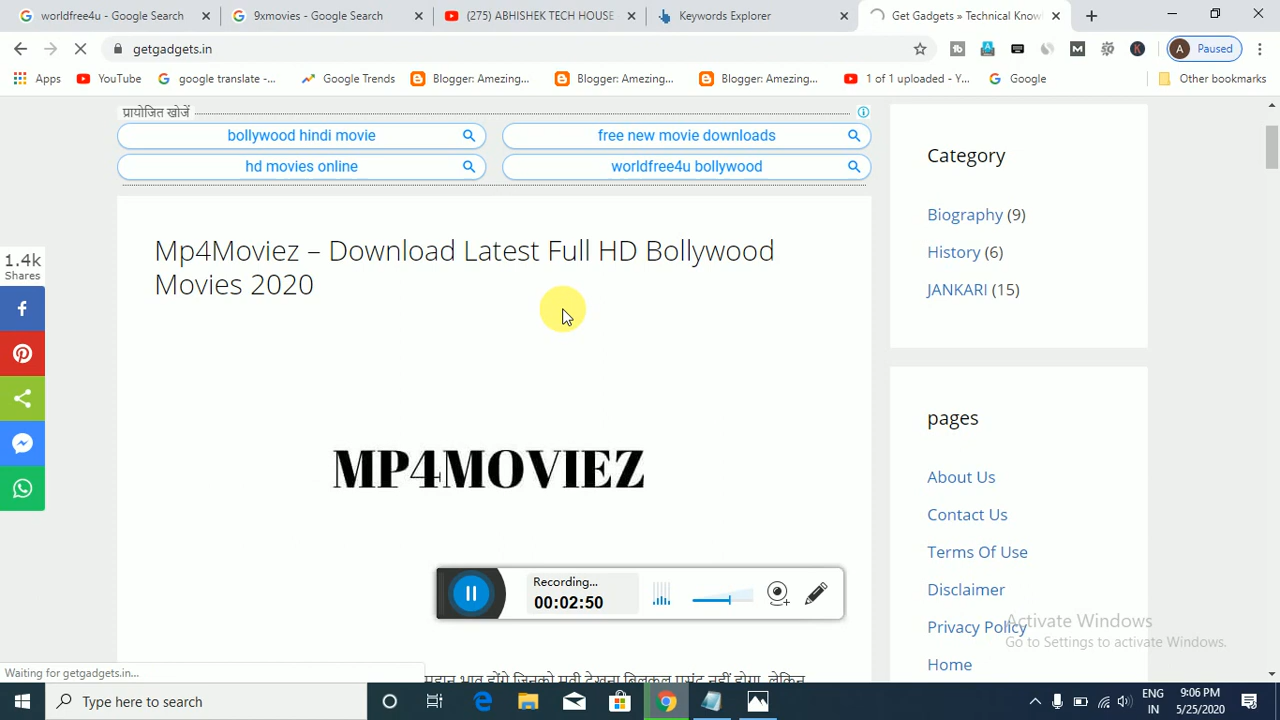 worldfree4u - Google Search
9xmovies - Google Search
(275) ABHISHEK TECH HOUSE
Keywords Explorer
Get Gadgets » Technical Know
getgadgets.in
A Paused
Apps
YouTube
google translate -...
Google Trends
Blogger: Amezing...
Blogger: Amezing...
Blogger: Amezing...
1 of 1 uploaded - Y...
Google
Other bookmarks
प्रायोजित खोजें
bollywood hindi movie
free new movie downloads
hd movies online
worldfree4u bollywood
Mp4Moviez – Download Latest Full HD Bollywood
Movies 2020
MP4MOVIEZ
1.4k
Shares
Category
Biography (9)
History (6)
JANKARI (15)
pages
About Us
Contact Us
Terms Of Use
Disclaimer
Privacy Policy
Home
Recording...
00:02:50
Activate Windows
Go to Settings to activate Windows.
Waiting for getgadgets.in...
Type here to search
ENG
IN
9:06 PM
5/25/2020